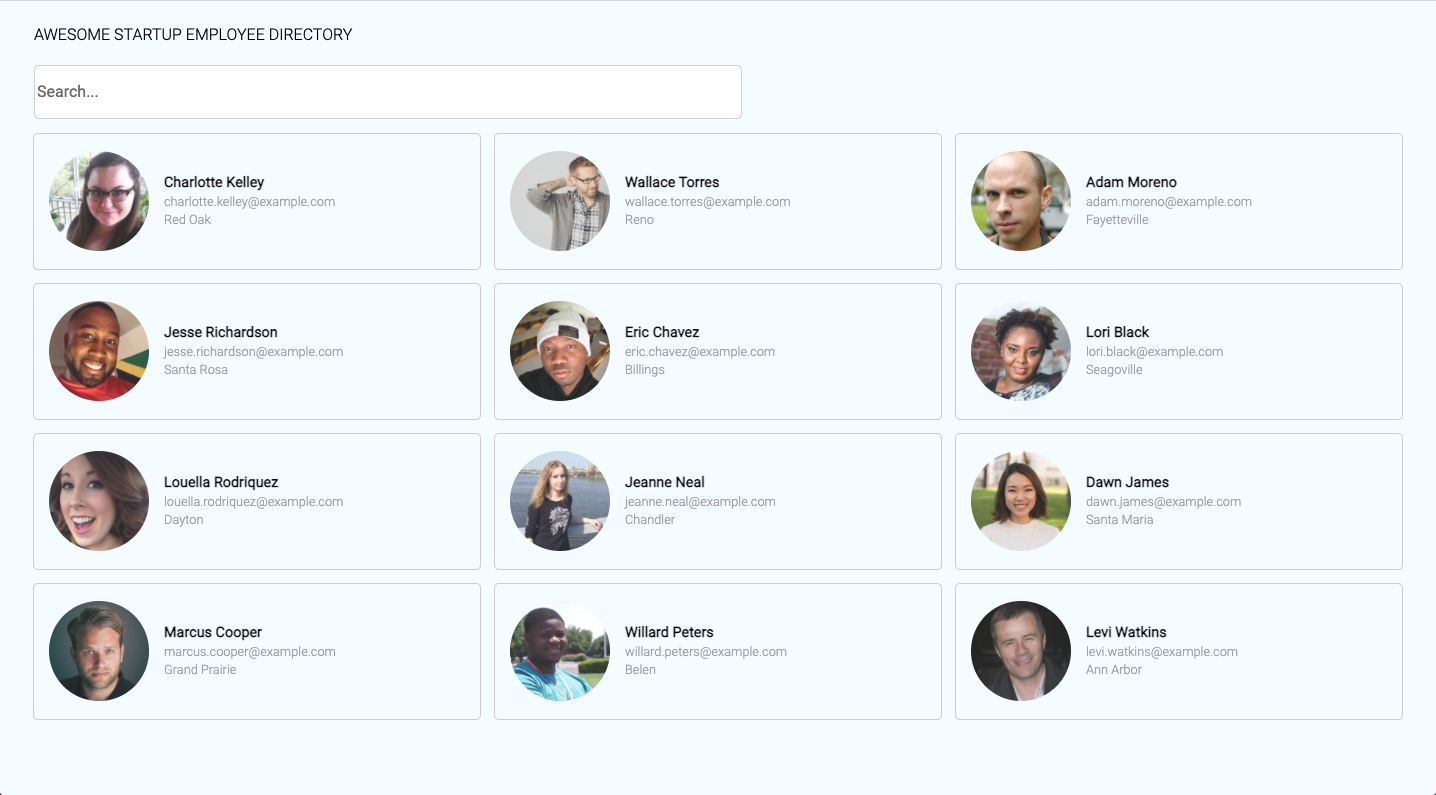 AWESOME STARTUP EMPLOYEE DIRECTORY
Search...
Charlotte Kelley
charlotte.kelley@example.com
Red Oak
Wallace Torres
wallace.torres@example.com
Reno
Adam Moreno
adam.moreno@example.com
Fayetteville
Jesse Richardson
jesse.richardson@example.com
Santa Rosa
Eric Chavez
eric.chavez@example.com
Billings
Lori Black
lori.black@example.com
Seagoville
Louella Rodriquez
louella.rodriquez@example.com
Dayton
Jeanne Neal
jeanne.neal@example.com
Chandler
Dawn James
dawn.james@example.com
Santa Maria
Marcus Cooper
marcus.cooper@example.com
Grand Prairie
Willard Peters
willard.peters@example.com
Belen
Levi Watkins
levi.watkins@example.com
Ann Arbor